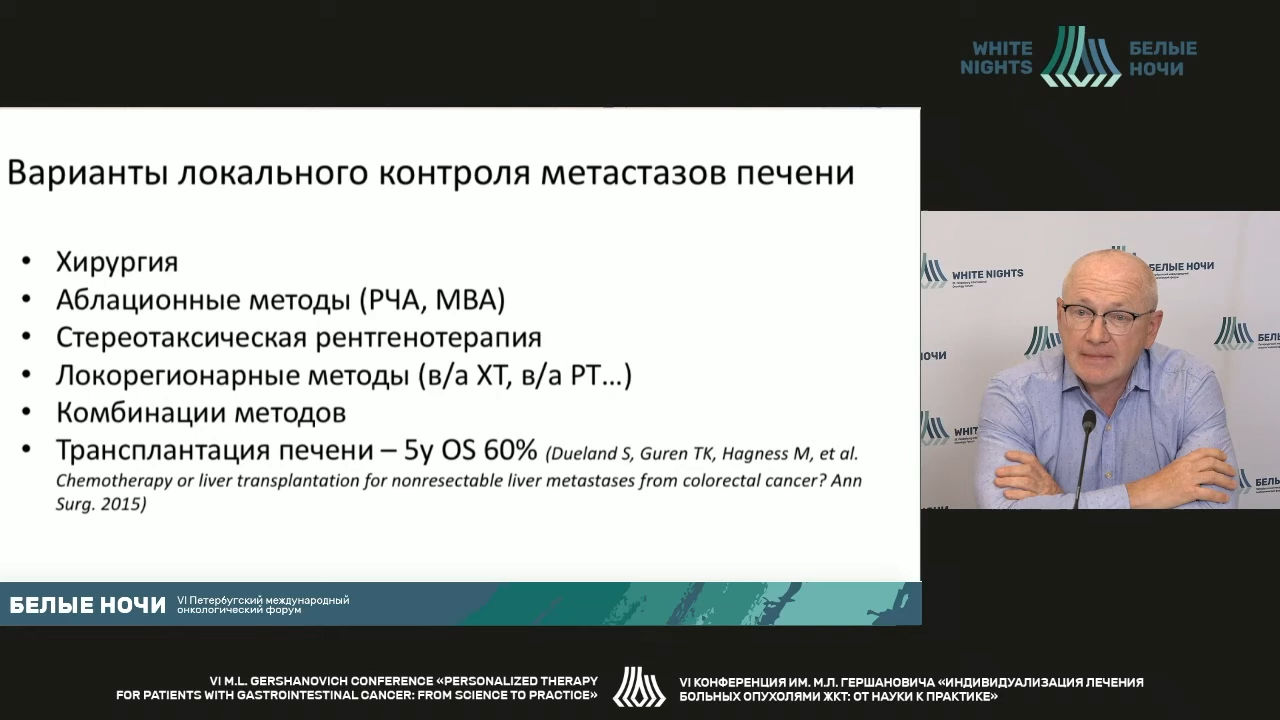 WHITE
NIGHTS
БЕЛЫЕ
НОЧИ
Варианты локального контроля метастазов печени
• Хирургия
• Аблационные методы (РЧА, МВА)
• Стереотаксическая рентгенотерапия
• Локорегионарные методы (в/а ХТ, в/а РТ...)
• Комбинации методов
• Трансплантация печени – 5y OS 60% (Dueland S, Guren TK, Hagness M, et al.
Chemotherapy or liver transplantation for nonresectable liver metastases from colorectal cancer? Ann
Surg. 2015)
WHITE NIGHTS
БЕЛЫЕ НОЧИ
НОЧИ
БЕЛЫЕ НОЧИ
VI Петербургский международный
онкологический форум
VI M.L. GERSHANOVICH CONFERENCE «PERSONALIZED THERAPY
FOR PATIENTS WITH GASTROINTESTINAL CANCER: FROM SCIENCE TO PRACTICE»
VI КОНФЕРЕНЦИЯ ИМ. М.Л. ГЕРШАНОВИЧА «ИНДИВИДУАЛИЗАЦИЯ ЛЕЧЕНИЯ
БОЛЬНЫХ ОПУХОЛЯМИ ЖКТ: ОТ НАУКИ К ПРАКТИКЕ»